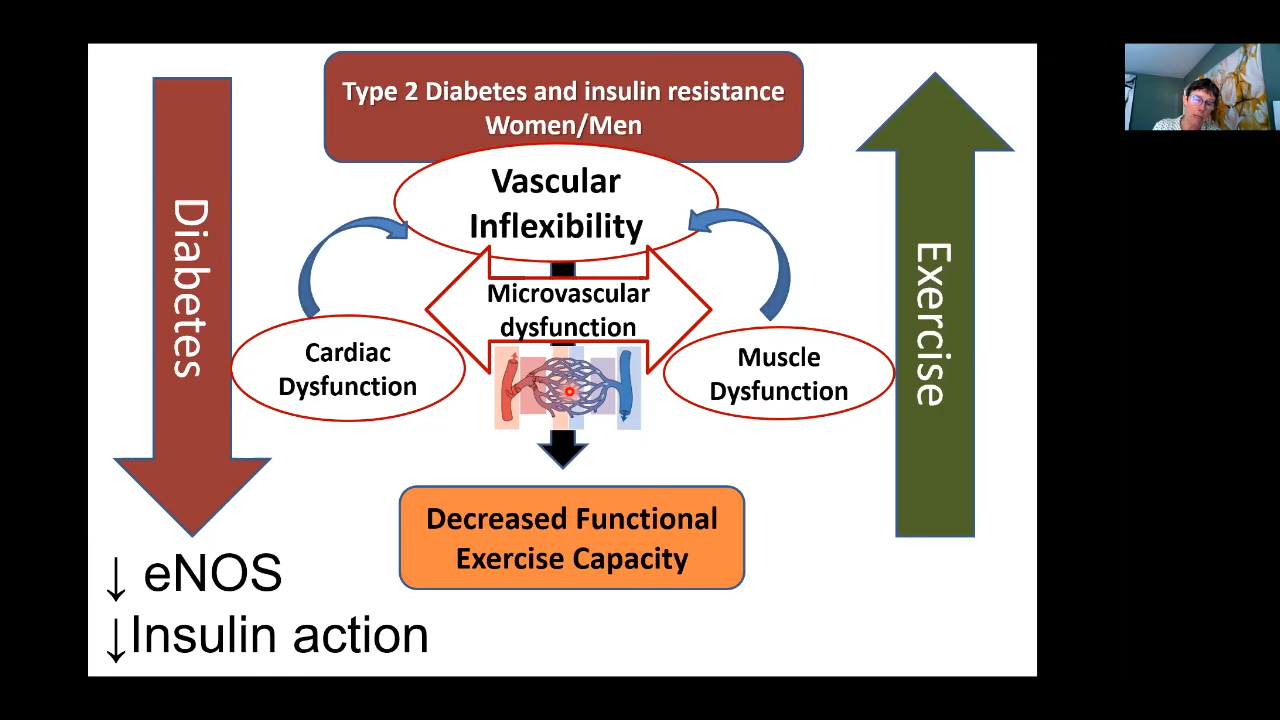 Type 2 Diabetes and insulin resistance
Women/Men
Vascular
Inflexibility
Diabetes
Exercise
Microvascular
dysfunction
Cardiac
Dysfunction
Muscle
Dysfunction
Decreased Functional
Exercise Capacity
↓ eNOS
↓Insulin action